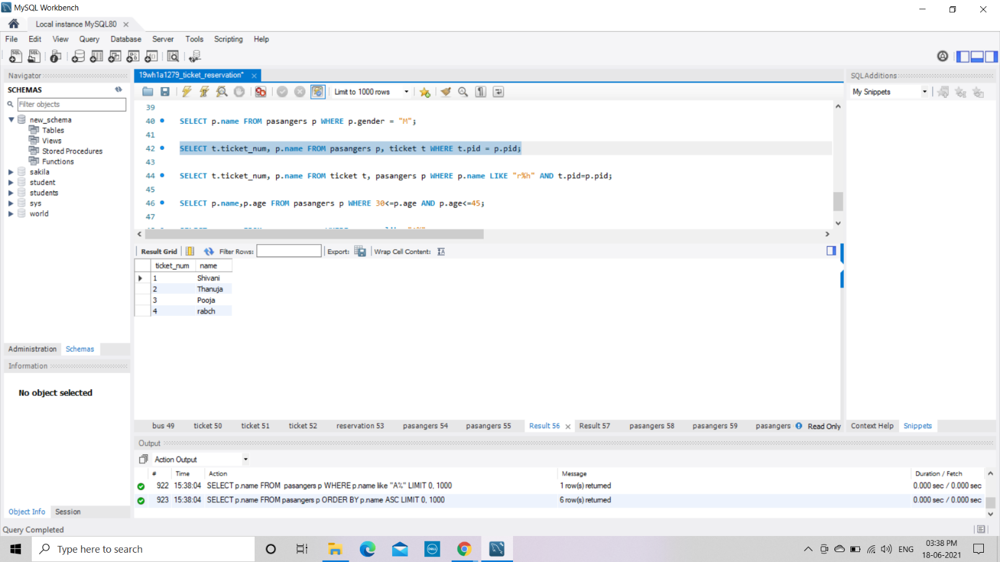 MySQL Workbench
Local instance MySQL80
File Edit View Query Database Server Tools Scripting Help
Navigator
SCHEMAS
Filter objects
new_schema
Tables
Views
Stored Procedures
Functions
sakila
student
students
sys
world
Administration Schemas
Information
No object selected
Object Info Session
19wh1a1279_ticket_reservation*
Limit to 1000 rows
39
40 SELECT p.name FROM pasangers p WHERE p.gender = "M";
41
42 SELECT t.ticket_num, p.name FROM pasangers p, ticket t WHERE t.pid = p.pid;
43
44 SELECT t.ticket_num, p.name FROM ticket t, pasangers p WHERE p.name LIKE "r%h" AND t.pid=p.pid;
45
46 SELECT p.name,p.age FROM pasangers p WHERE 30<=p.age AND p.age<=45;
47
Result Grid Filter Rows: Export: Wrap Cell Content:
ticket_num name
1 Shivani
2 Thanuja
3 Pooja
4 rabch
bus 49 ticket 50 ticket 51 ticket 52 reservation 53 pasangers 54 pasangers 55 Result 56 Result 57 pasangers 58 pasangers 59 pasangers Read Only
Output
Action Output
# Time Action Message Duration / Fetch
922 15:38:04 SELECT p.name FROM  pasangers p WHERE p.name like "A%" LIMIT 0, 1000 1 row(s) returned 0.000 sec / 0.000 sec
923 15:38:04 SELECT p.name FROM pasangers p ORDER BY p.name ASC LIMIT 0, 1000 6 row(s) returned 0.000 sec / 0.000 sec
SQLAdditions
My Snippets
Context Help Snippets
Query Completed
Type here to search
DELL
ENG
03:38 PM
18-06-2021